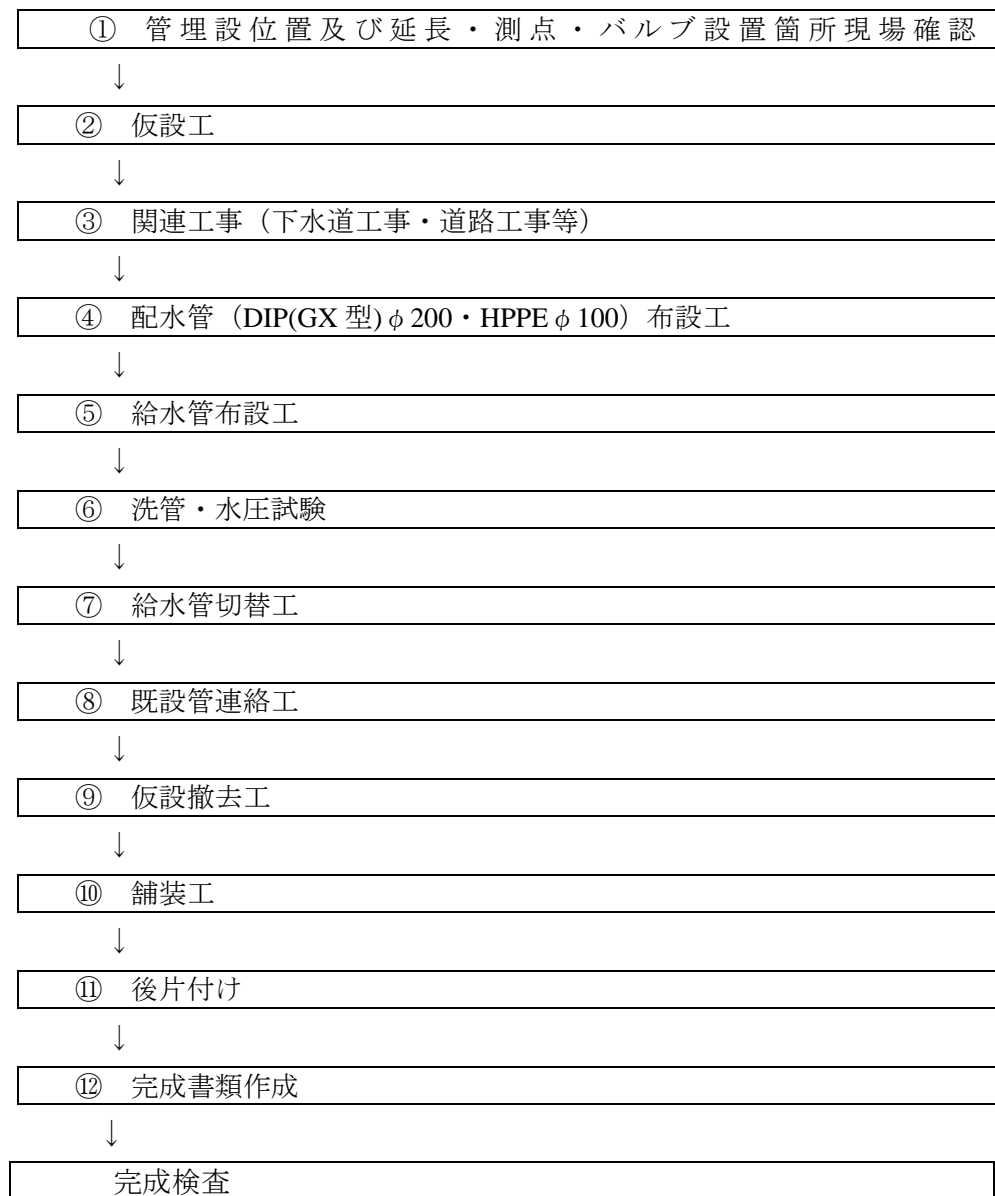 ① 管埋設位置及び延長・測点・バルブ設置箇所現場確認
↓
② 仮設工
↓
③ 関連工事（下水道工事・道路工事等）
↓
④ 配水管（DIP(GX 型)φ200・HPPEφ100）布設工
↓
⑤ 給水管布設工
↓
⑥ 洗管・水圧試験
↓
⑦ 給水管切替工
↓
⑧ 既設管連絡工
↓
⑨ 仮設撤去工
↓
⑩ 舗装工
↓
⑪ 後片付け
↓
⑫ 完成書類作成
↓
完成検査